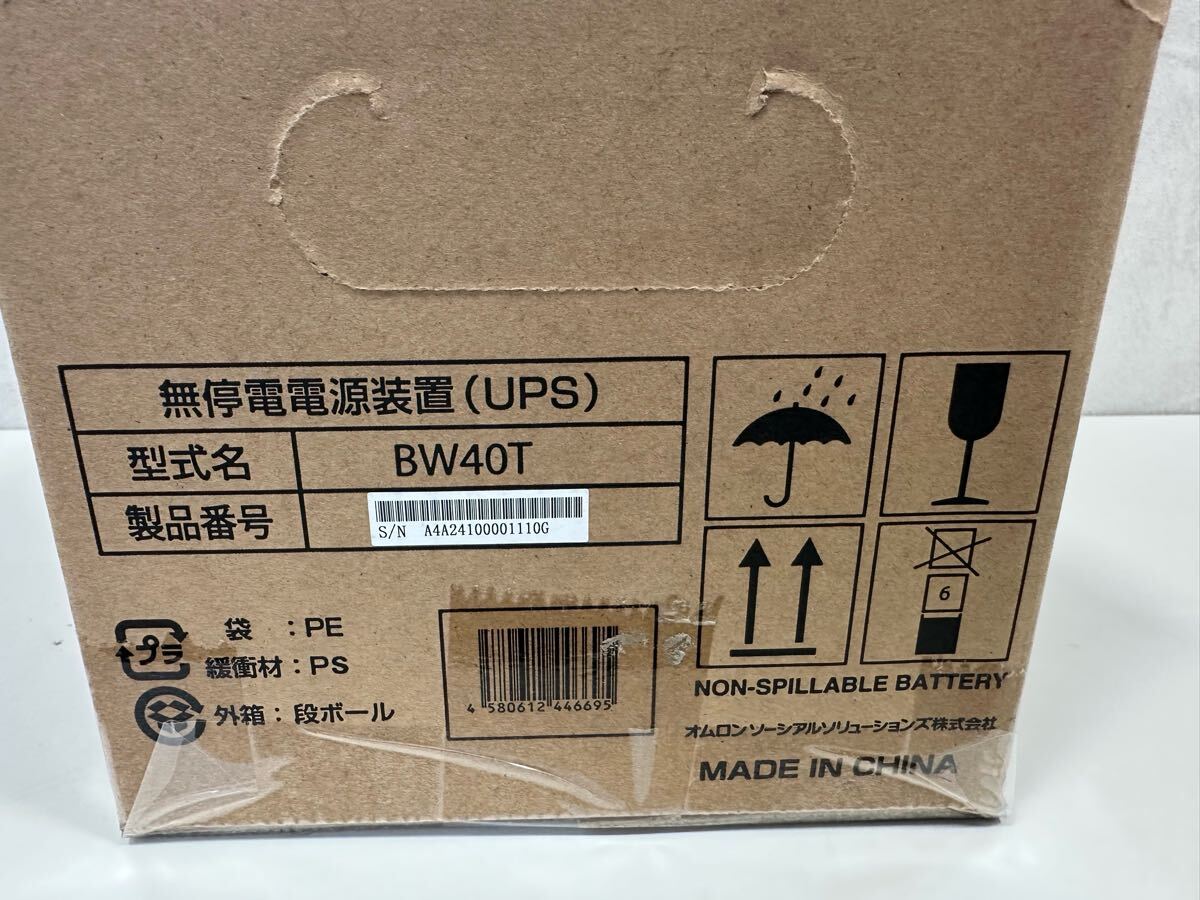 無停電電源装置(UPS)
型式名 BW40T
製品番号
S/N A4A24100001110G
プラ
袋 : PE
緩衝材 : PS
外箱 : 段ボール
4 580612 446695
6
NON-SPILLABLE BATTERY
オムロン ソーシアルソリューションズ株式会社
MADE IN CHINA